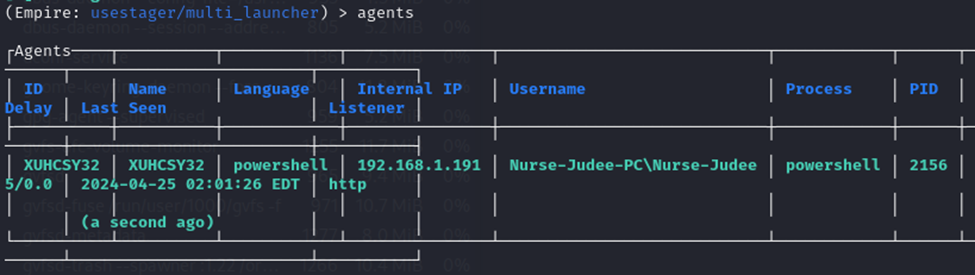 (Empire: usestager/multi_launcher) > agents
Agents
ID Name Language Internal IP Username Process PID
Delay Last Seen Listener
XUHCSY32 XUHCSY32 powershell 192.168.1.191 Nurse-Judee-PC\Nurse-Judee powershell 2156
5/0.0 2024-04-25 02:01:26 EDT http
(a second ago)